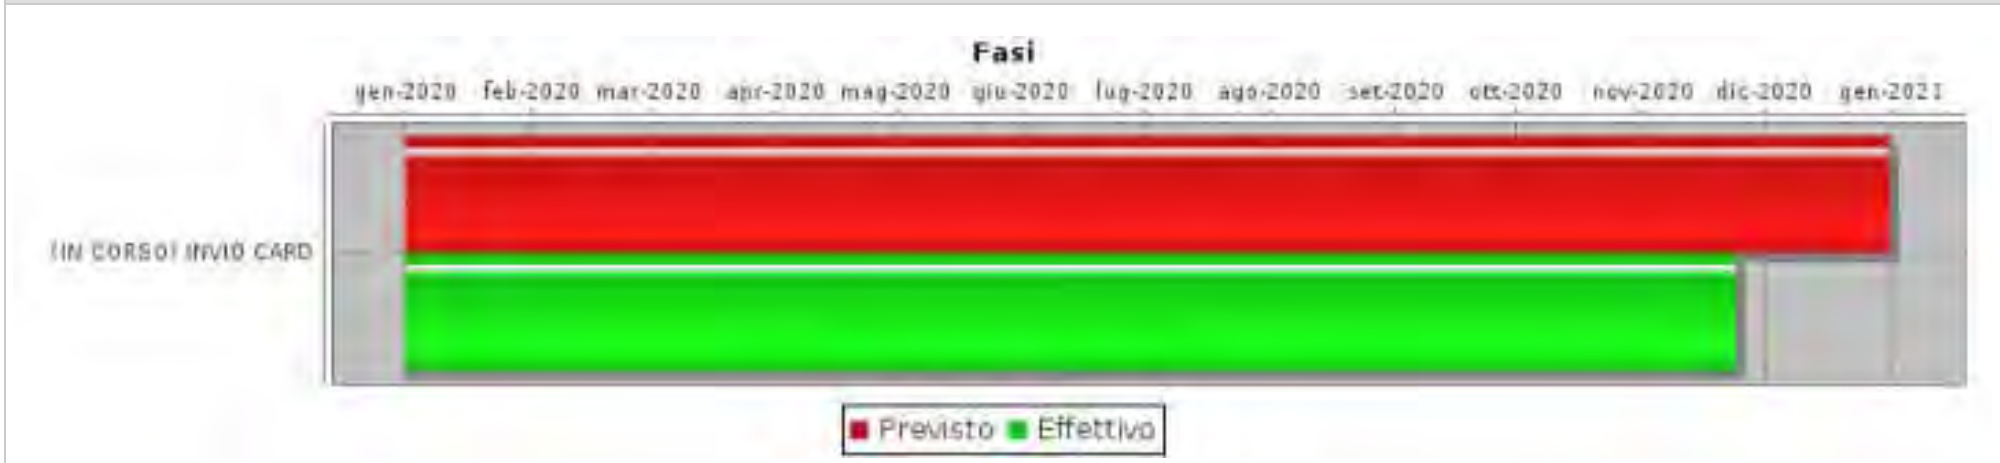 Fasi
gen-2020 feb-2020 mar-2020 apr-2020 mag-2020 giu-2020 lug-2020 ago-2020 set-2020 ott-2020 nov-2020 dic-2020 gen-2021
(IN CORSO) INVIO CARD
Previsto Effettivo